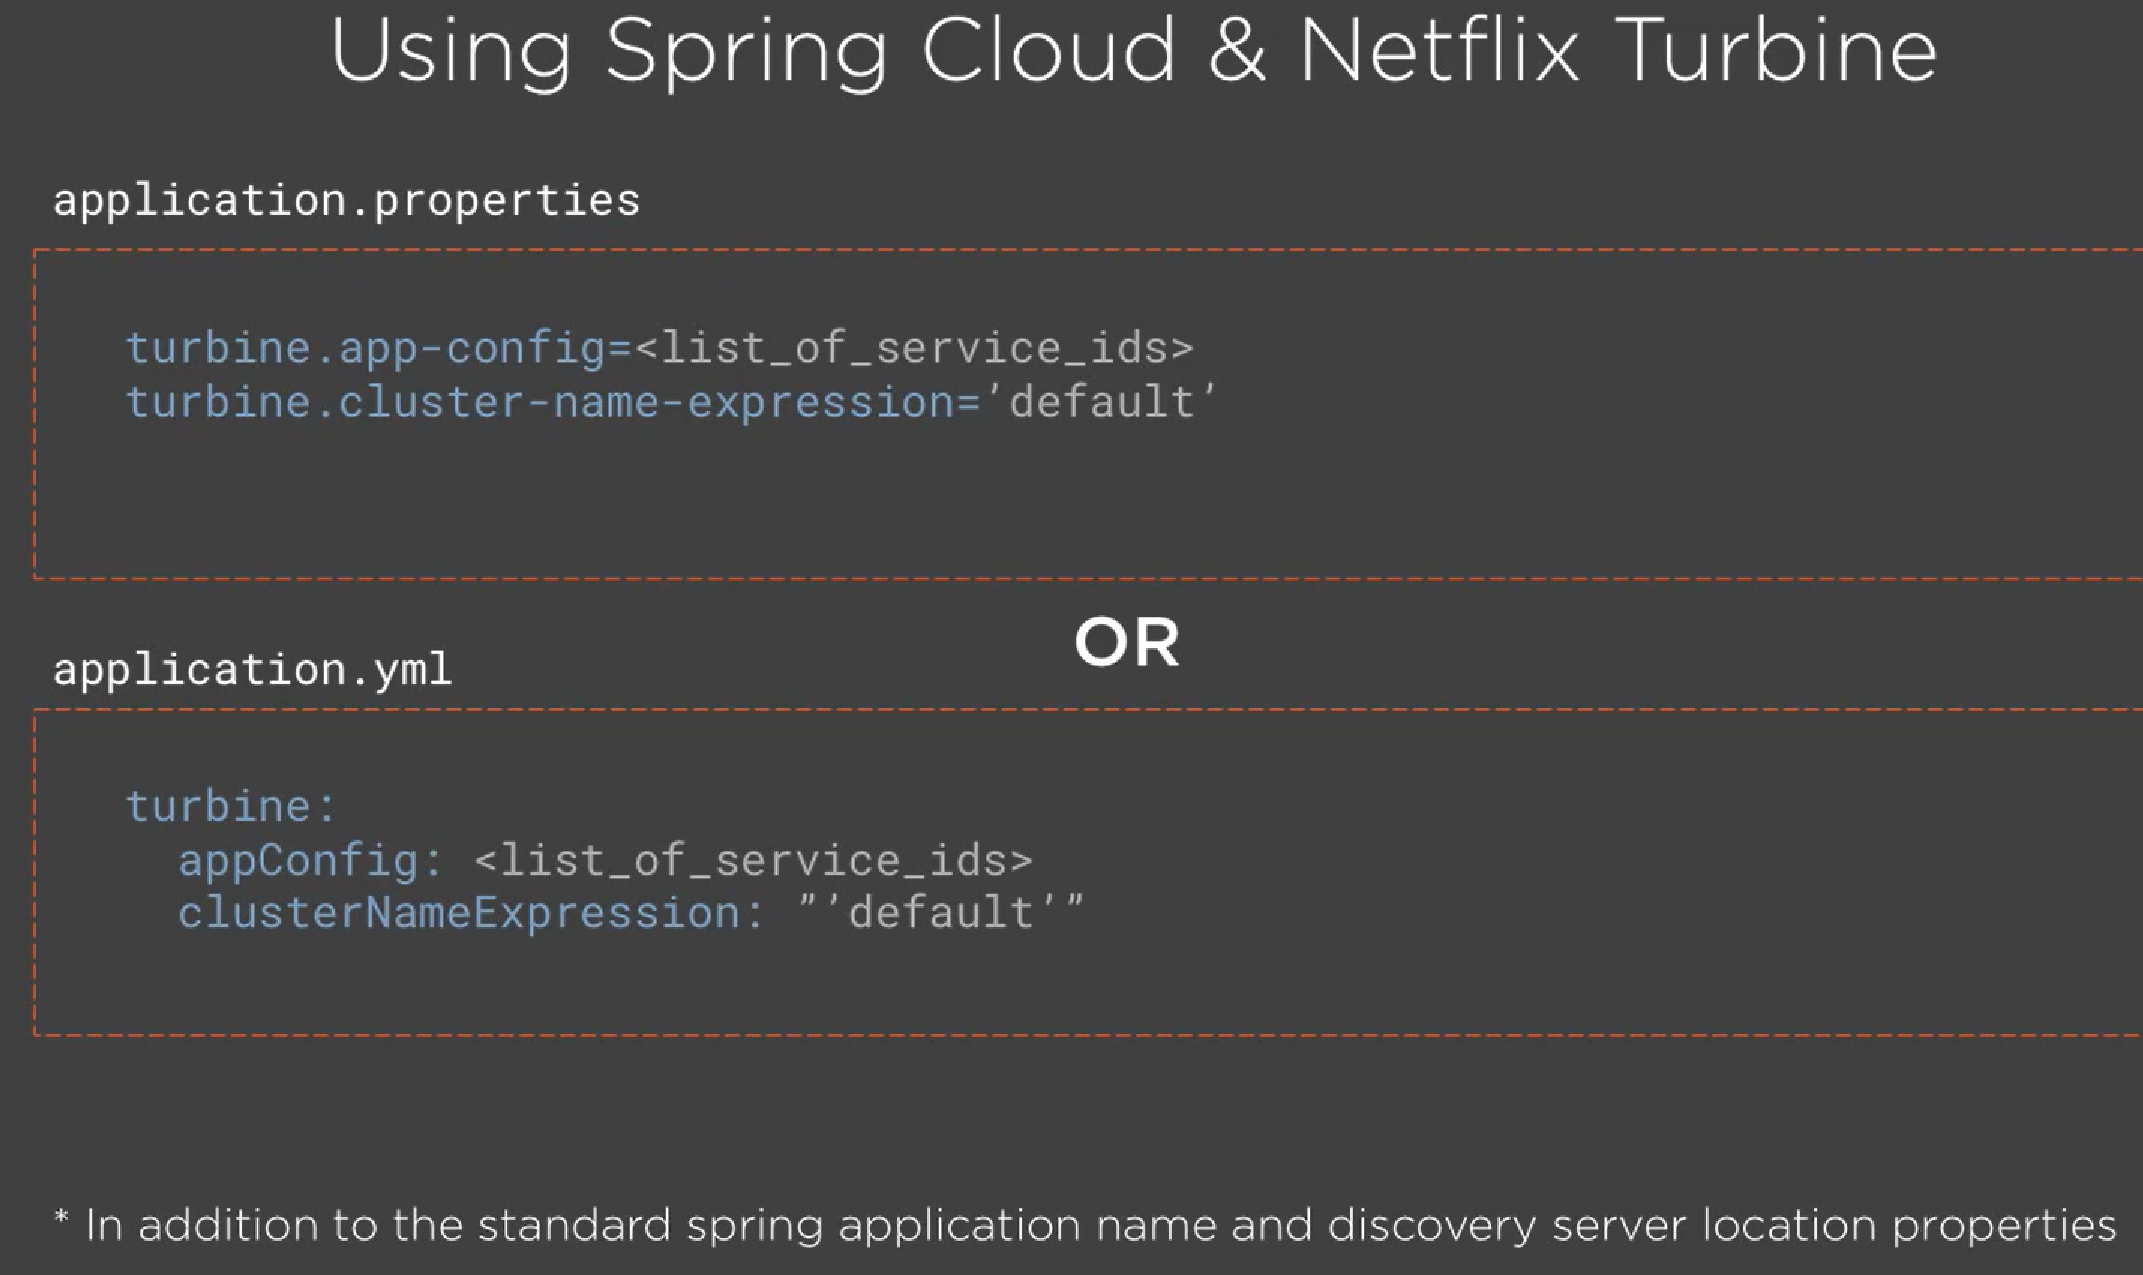 Using Spring Cloud & Netflix Turbine
application.properties
turbine.app-config=<list_of_service_ids>
turbine.cluster-name-expression='default'
OR
application.yml
turbine:
appConfig: <list_of_service_ids>
clusterNameExpression: "'default'"
* In addition to the standard spring application name and discovery server location properties